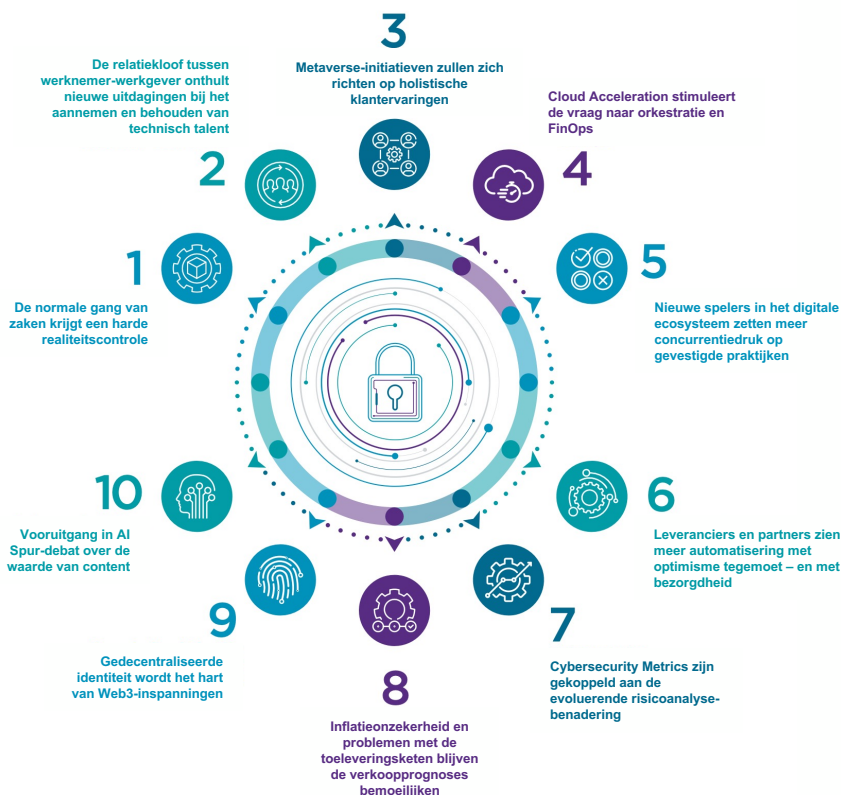 1
De normale gang van
zaken krijgt een harde
realiteitscontrole
2
De relatiekloof tussen
werknemer-werkgever onthult
nieuwe uitdagingen bij het
aannemen en behouden van
technisch talent
3
Metaverse-initiatieven zullen zich
richten op holistische
klantervaringen
4
Cloud Acceleration stimuleert
de vraag naar orkestratie en
FinOps
5
Nieuwe spelers in het digitale
ecosysteem zetten meer
concurrentiedruk op
gevestigde praktijken
6
Leveranciers en partners zien
meer automatisering met
optimisme tegemoet – en met
bezorgdheid
7
Cybersecurity Metrics zijn
gekoppeld aan de
evoluerende risicoanalyse-
benadering
8
Inflatieonzekerheid en
problemen met de
toeleveringsketen blijven
de verkoopprognoses
bemoeilijken
9
Gedecentraliseerde
identiteit wordt het hart
van Web3-inspanningen
10
Vooruitgang in AI
Spur-debat over de
waarde van content